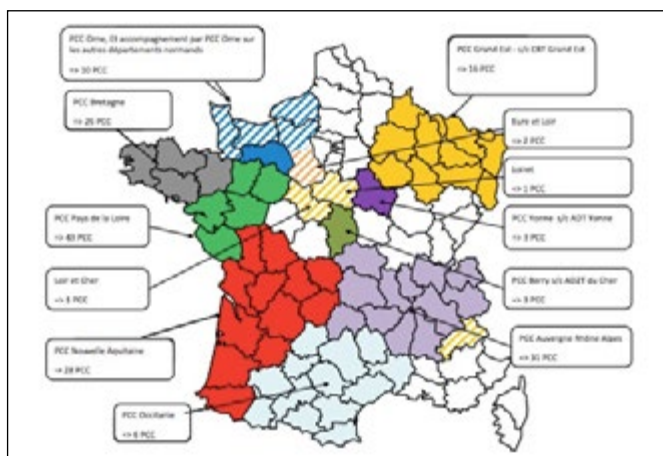 PCC Orne, Et accompagnement par PCC Orne sur
les autres départements normands
=> 10 PCC
PCC Grand Est - s/c CRT Grand Est
=> 16 PCC
PCC Bretagne
=> 25 PCC
Eure et Loir
=> 2 PCC
Loiret
=> 1 PCC
PCC Pays de la Loire
=> PCC
PCC Yonne s/c ADT Yonne
=> 3 PCC
Loir et Cher
=> PCC
PCC Berry s/c AD2T du Cher
=> 3 PCC
PCC Nouvelle Aquitaine
=> 28 PCC
PCC Auvergne Rhône Alpes
=> 31 PCC
PCC Occitanie
=> 6 PCC